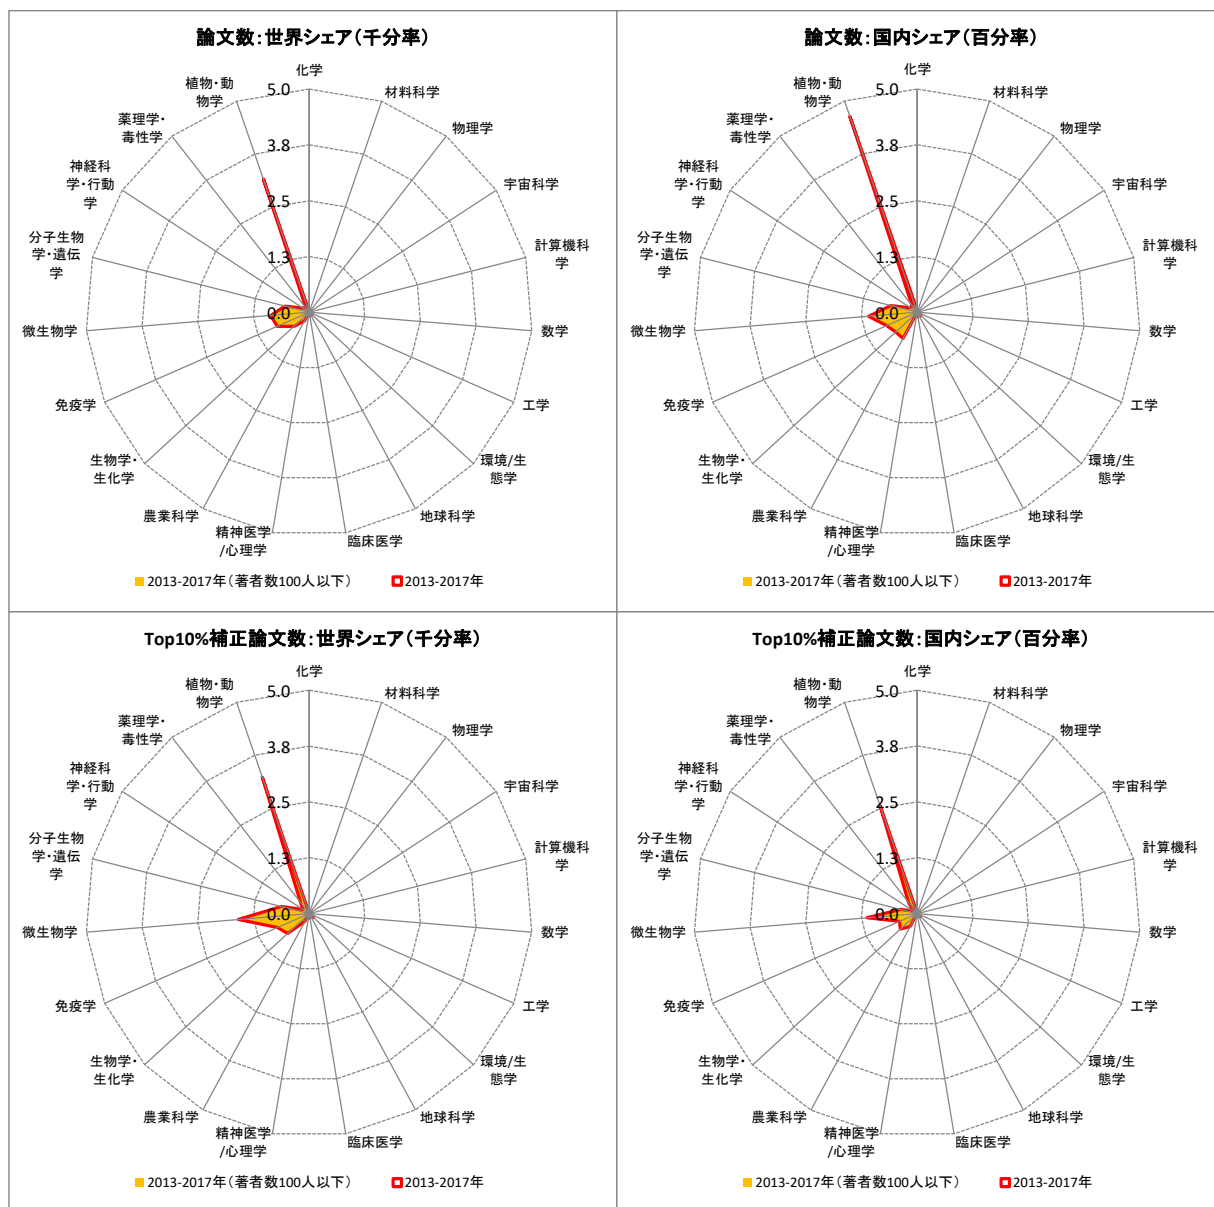 論文数：世界シェア（千分率）
化学
材料科学
物理学
宇宙科学
計算機科
学
数学
工学
環境/生
態学
地球科学
臨床医学
精神医学
/心理学
農業科学
生物学・
生化学
免疫学
微生物学
分子生物
学・遺伝
学
神経科
学・行動
学
薬理学・
毒性学
植物・動
物学
5.0
3.8
2.5
1.3
0.0
2013-2017年（著者数100人以下）
2013-2017年
論文数：国内シェア（百分率）
化学
材料科学
物理学
宇宙科学
計算機科
学
数学
工学
環境/生
態学
地球科学
臨床医学
精神医学
/心理学
農業科学
生物学・
生化学
免疫学
微生物学
分子生物
学・遺伝
学
神経科
学・行動
学
薬理学・
毒性学
植物・動
物学
5.0
3.8
2.5
1.3
0.0
2013-2017年（著者数100人以下）
2013-2017年
Top10%補正論文数：世界シェア（千分率）
化学
材料科学
物理学
宇宙科学
計算機科
学
数学
工学
環境/生
態学
地球科学
臨床医学
精神医学
/心理学
農業科学
生物学・
生化学
免疫学
微生物学
分子生物
学・遺伝
学
神経科
学・行動
学
薬理学・
毒性学
植物・動
物学
5.0
3.8
2.5
1.3
0.0
2013-2017年（著者数100人以下）
2013-2017年
Top10%補正論文数：国内シェア（百分率）
化学
材料科学
物理学
宇宙科学
計算機科
学
数学
工学
環境/生
態学
地球科学
臨床医学
精神医学
/心理学
農業科学
生物学・
生化学
免疫学
微生物学
分子生物
学・遺伝
学
神経科
学・行動
学
薬理学・
毒性学
植物・動
物学
5.0
3.8
2.5
1.3
0.0
2013-2017年（著者数100人以下）
2013-2017年